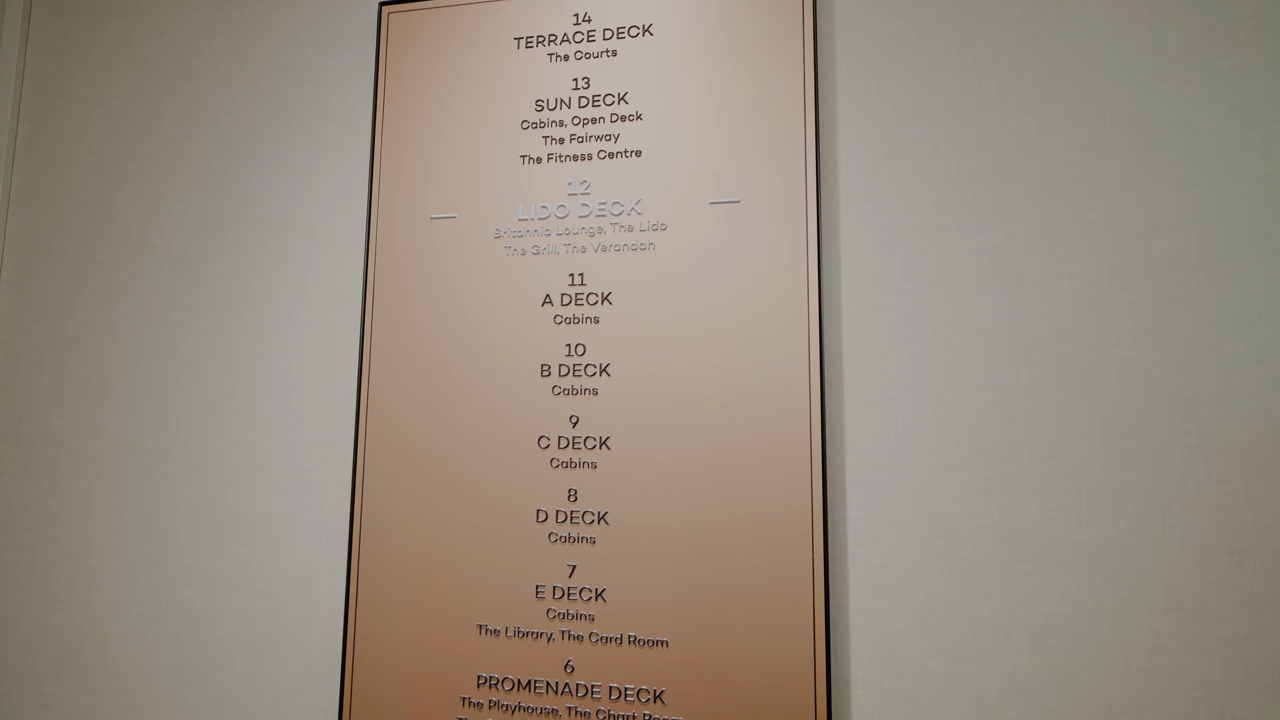 14
TERRACE DECK
The Courts
13
SUN DECK
Cabins, Open Deck
The Fairway
The Fitness Centre
12
LIDO DECK
Britannia Lounge, The Lido
The Grill, The Verandah
11
A DECK
Cabins
10
B DECK
Cabins
9
C DECK
Cabins
8
D DECK
Cabins
7
E DECK
Cabins
The Library, The Card Room
6
PROMENADE DECK
The Playhouse, The Chart Room